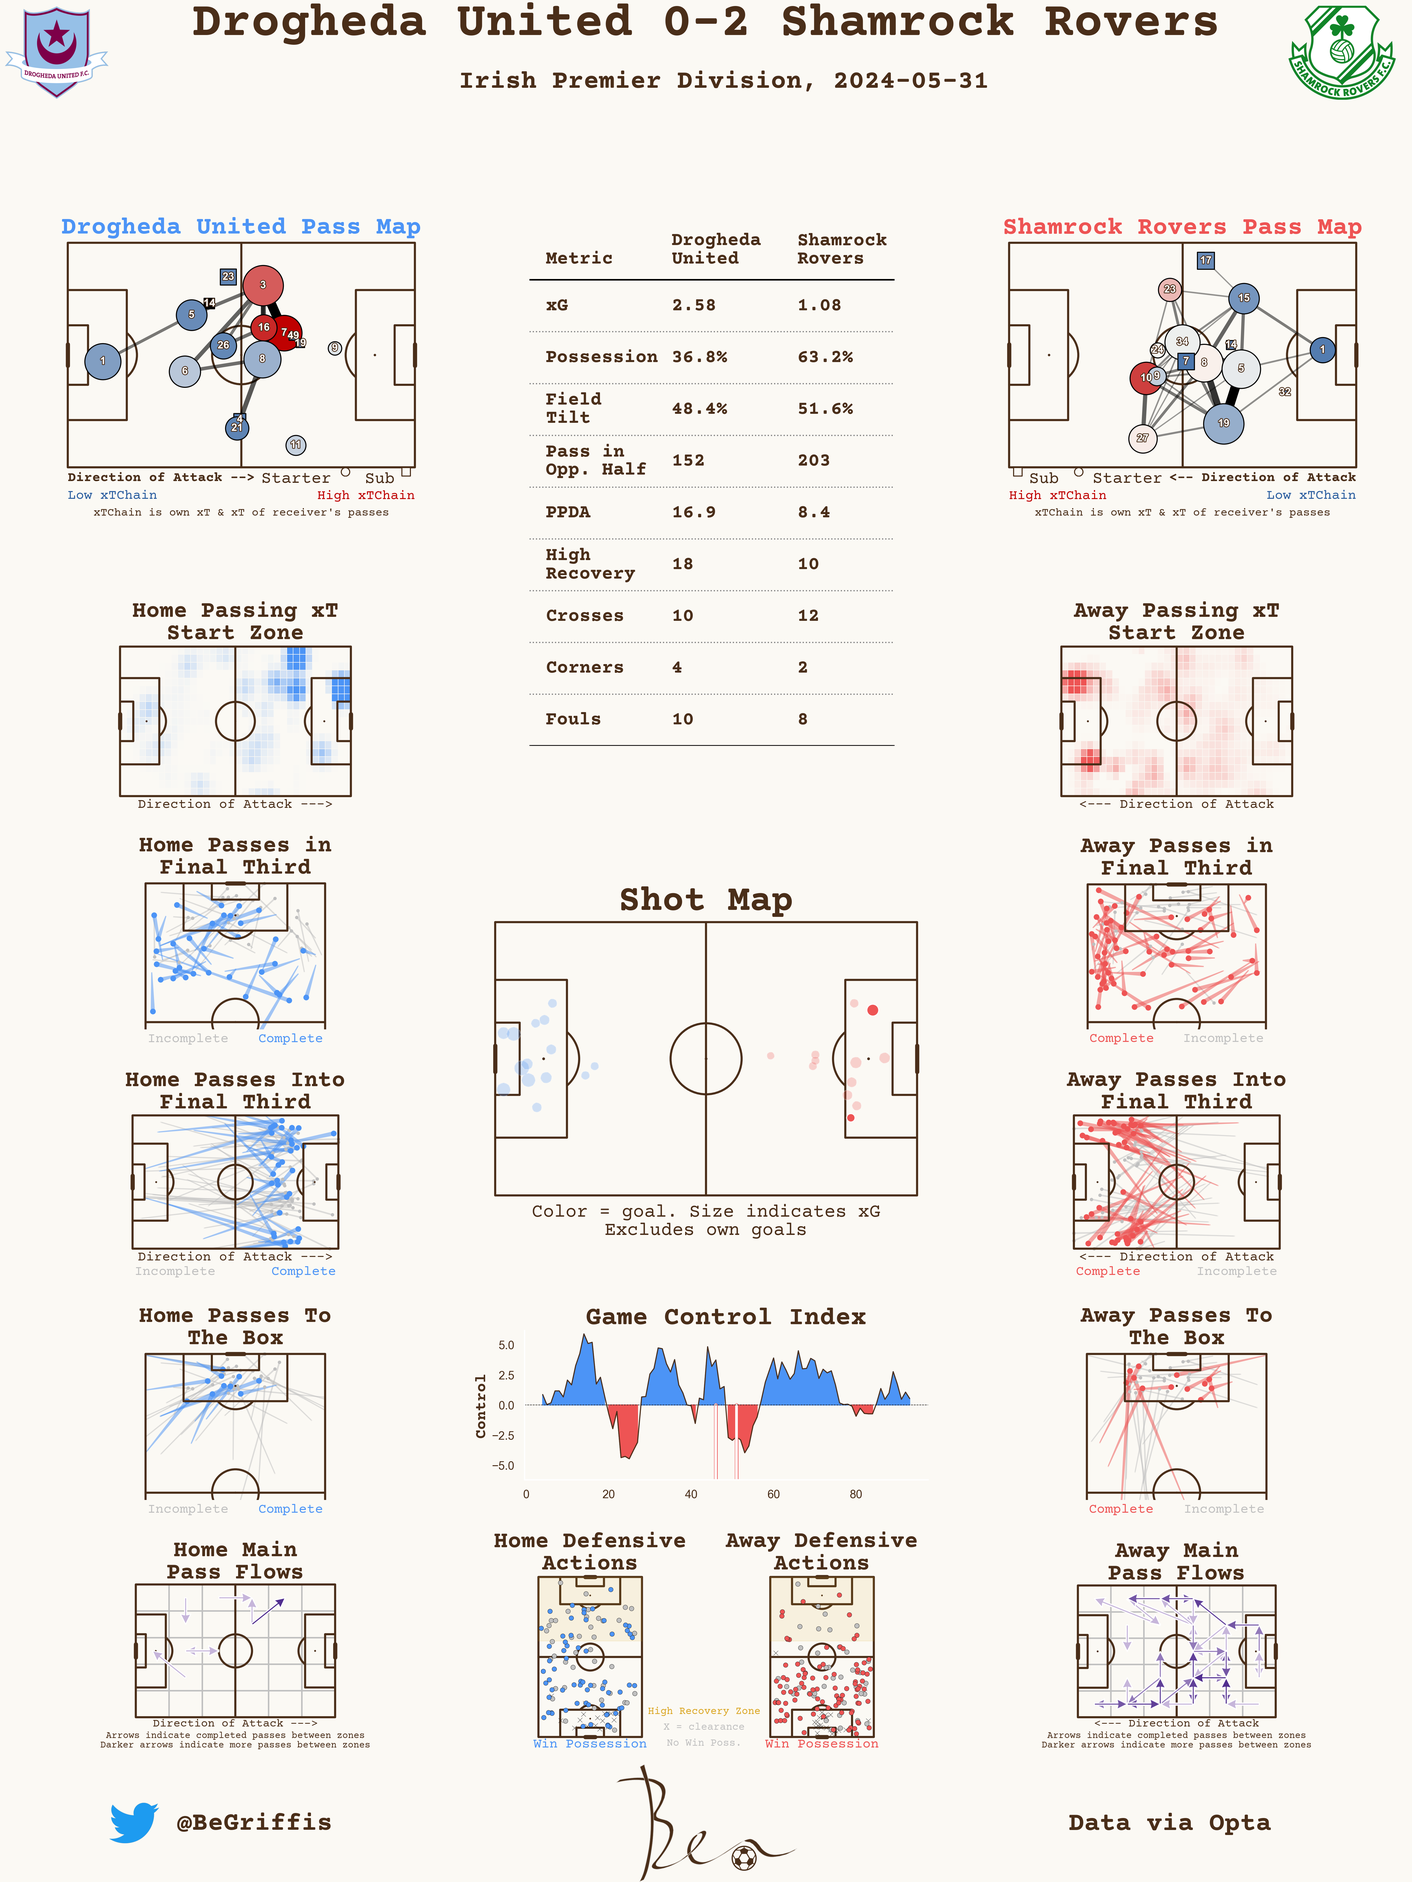 Drogheda United 0-2 Shamrock Rovers
Irish Premier Division, 2024-05-31
DROGHEDA UNITED F.C.
SHAMROCK ROVERS F.C.
Drogheda United Pass Map
23
3
14
5
16
7
49
19
26
9
1
8
6
4
21
11
Direction of Attack --> Starter Sub
Low xTChain High xTChain
xTChain is own xT & xT of receiver's passes
Metric Drogheda United Shamrock Rovers
xG 2.58 1.08
Possession 36.8% 63.2%
Field Tilt 48.4% 51.6%
Pass in Opp. Half 152 203
PPDA 16.9 8.4
High Recovery 18 10
Crosses 10 12
Corners 4 2
Fouls 10 8
Shamrock Rovers Pass Map
17
23
15
34
24
14
1
7
8
5
10
9
32
19
27
Sub Starter <-- Direction of Attack
High xTChain Low xTChain
xTChain is own xT & xT of receiver's passes
Home Passing xT
Start Zone
Direction of Attack --->
Away Passing xT
Start Zone
<--- Direction of Attack
Home Passes in
Final Third
Incomplete Complete
Away Passes in
Final Third
Complete Incomplete
Shot Map
Color = goal. Size indicates xG
Excludes own goals
Home Passes Into
Final Third
Direction of Attack --->
Incomplete Complete
Away Passes Into
Final Third
<--- Direction of Attack
Complete Incomplete
Home Passes To
The Box
Incomplete Complete
Game Control Index
Control
5.0
2.5
0.0
−2.5
−5.0
0 20 40 60 80
Away Passes To
The Box
Complete Incomplete
Home Main
Pass Flows
Direction of Attack --->
Arrows indicate completed passes between zones
Darker arrows indicate more passes between zones
Home Defensive
Actions
Win Possession
High Recovery Zone
X = clearance
No Win Poss.
Away Defensive
Actions
Win Possession
Away Main
Pass Flows
<--- Direction of Attack
Arrows indicate completed passes between zones
Darker arrows indicate more passes between zones
@BeGriffis
Ben
Data via Opta